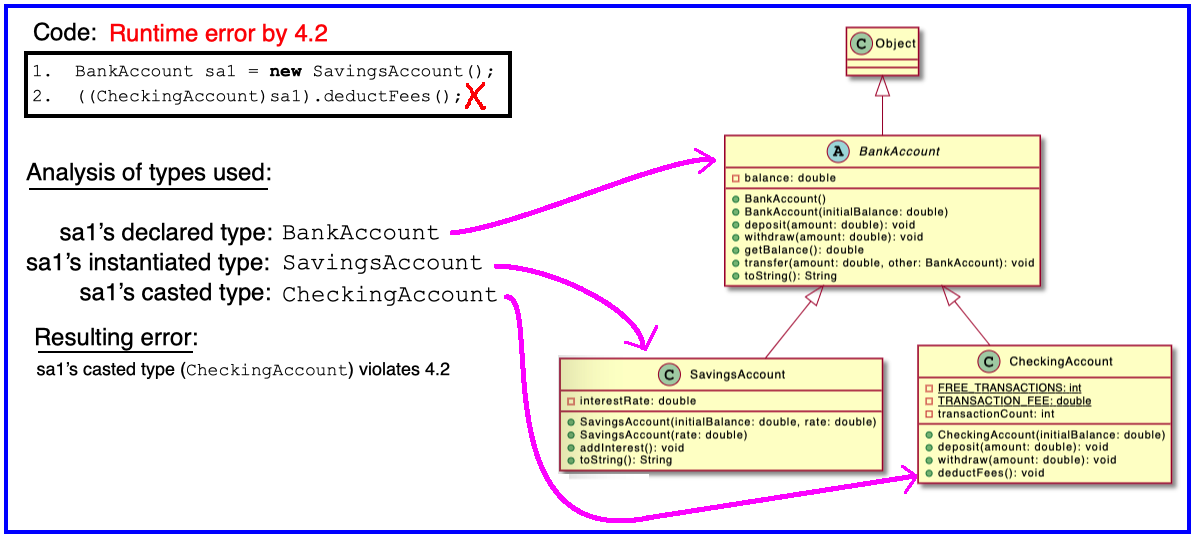 Code: Runtime error by 4.2
1. BankAccount sa1 = new SavingsAccount();
2. ((CheckingAccount)sa1).deductFees();
X
Analysis of types used:
sa1’s declared type: BankAccount
sa1’s instantiated type: SavingsAccount
sa1’s casted type: CheckingAccount
Resulting error:
sa1’s casted type (CheckingAccount) violates 4.2
C Object
A BankAccount
balance: double
BankAccount()
BankAccount(initialBalance: double)
deposit(amount: double): void
withdraw(amount: double): void
getBalance(): double
transfer(amount: double, other: BankAccount): void
toString(): String
C SavingsAccount
interestRate: double
SavingsAccount(initialBalance: double, rate: double)
SavingsAccount(rate: double)
addInterest(): void
toString(): String
C CheckingAccount
FREE_TRANSACTIONS: int
TRANSACTION_FEE: double
transactionCount: int
CheckingAccount(initialBalance: double)
deposit(amount: double): void
withdraw(amount: double): void
deductFees(): void